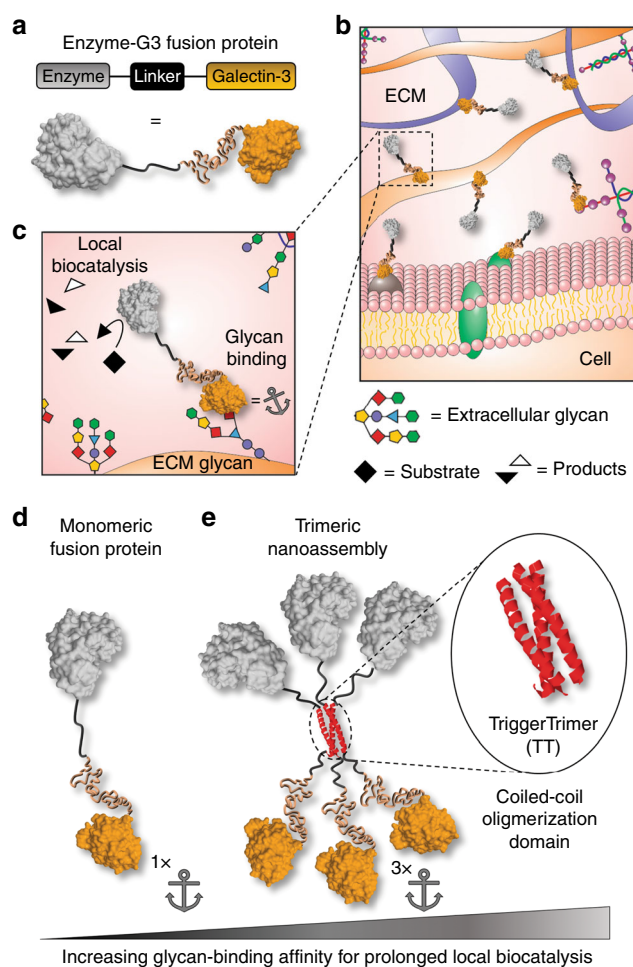 a
Enzyme-G3 fusion protein
Enzyme
Linker
Galectin-3
=
b
ECM
Cell
c
Local
biocatalysis
Glycan
binding
=
ECM glycan
= Extracellular glycan
= Substrate
= Products
d
Monomeric
fusion protein
1×
e
Trimeric
nanoassembly
3×
TriggerTrimer
(TT)
Coiled-coil
oligmerization
domain
Increasing glycan-binding affinity for prolonged local biocatalysis